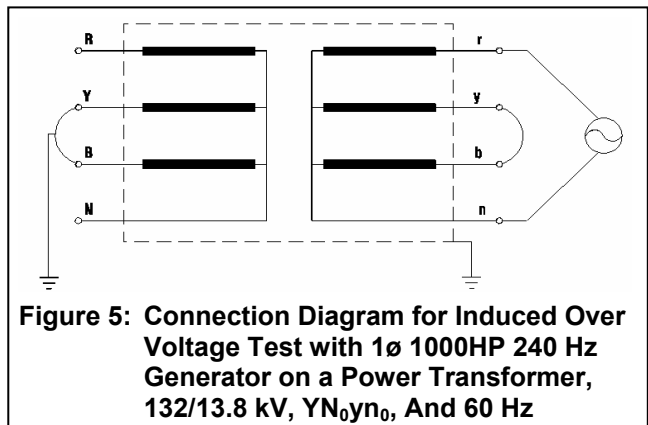 R r
Y y
B b
N n
Figure 5: Connection Diagram for Induced Over
Voltage Test with 1ø 1000HP 240 Hz
Generator on a Power Transformer,
132/13.8 kV, YN₀yn₀, And 60 Hz